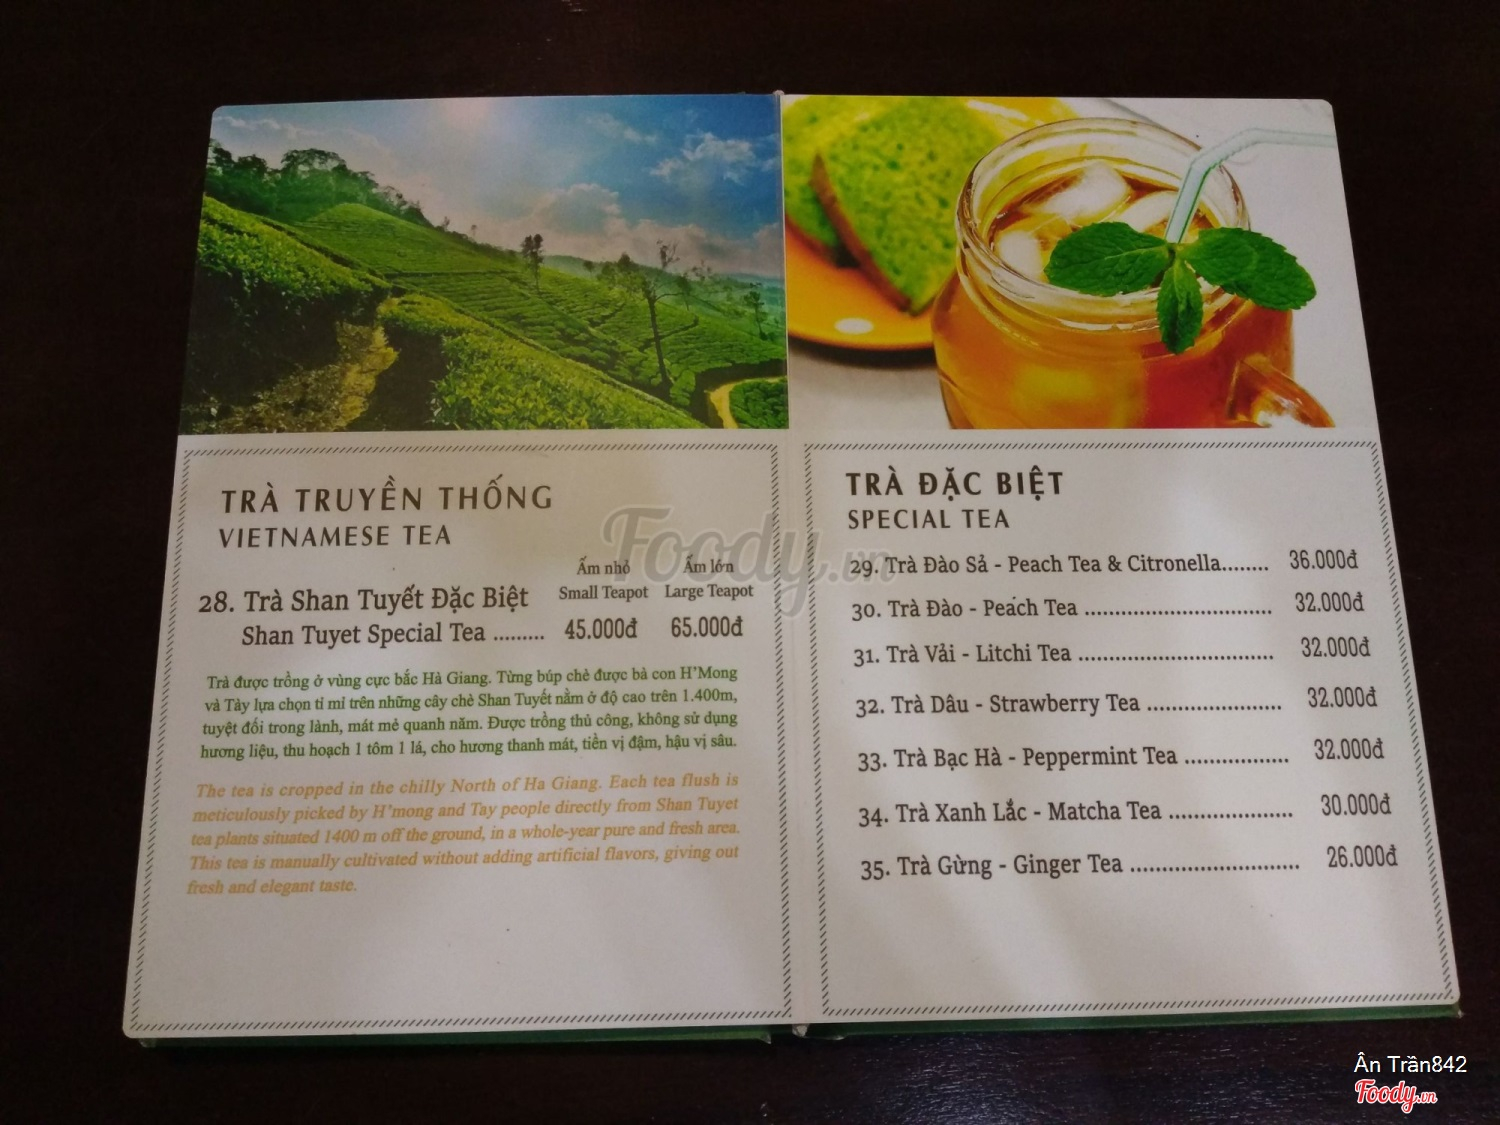 TRÀ TRUYỀN THỐNG
VIETNAMESE TEA
Ấm nhỏ Ấm lớn
Small Teapot Large Teapot
28. Trà Shan Tuyết Đặc Biệt
Shan Tuyet Special Tea ......... 45.000đ 65.000đ
Trà được trồng ở vùng cực bắc Hà Giang. Từng búp chè được bà con H'Mong
và Tày lựa chọn tỉ mỉ trên những cây chè Shan Tuyết nằm ở độ cao trên 1.400m,
tuyệt đối trong lành, mát mẻ quanh năm. Được trồng thủ công, không sử dụng
hương liệu, thu hoạch 1 tôm 1 lá, cho hương thanh mát, tiền vị đậm, hậu vị sâu.
The tea is cropped in the chilly North of Ha Giang. Each tea flush is
meticulously picked by H'mong and Tay people directly from Shan Tuyet
tea plants situated 1400 m off the ground, in a whole-year pure and fresh area.
This tea is manually cultivated without adding artificial flavors, giving out
fresh and elegant taste.
TRÀ ĐẶC BIỆT
SPECIAL TEA
29. Trà Đào Sả - Peach Tea & Citronella........ 36.000đ
30. Trà Đào - Peach Tea ................................ 32.000đ
31. Trà Vải - Litchi Tea ................................. 32.000đ
32. Trà Dâu - Strawberry Tea ...................... 32.000đ
33. Trà Bạc Hà - Peppermint Tea ................. 32.000đ
34. Trà Xanh Lắc - Matcha Tea .................... 30.000đ
35. Trà Gừng - Ginger Tea ........................... 26.000đ
Foody.vn
Ân Trần842
Foody.vn